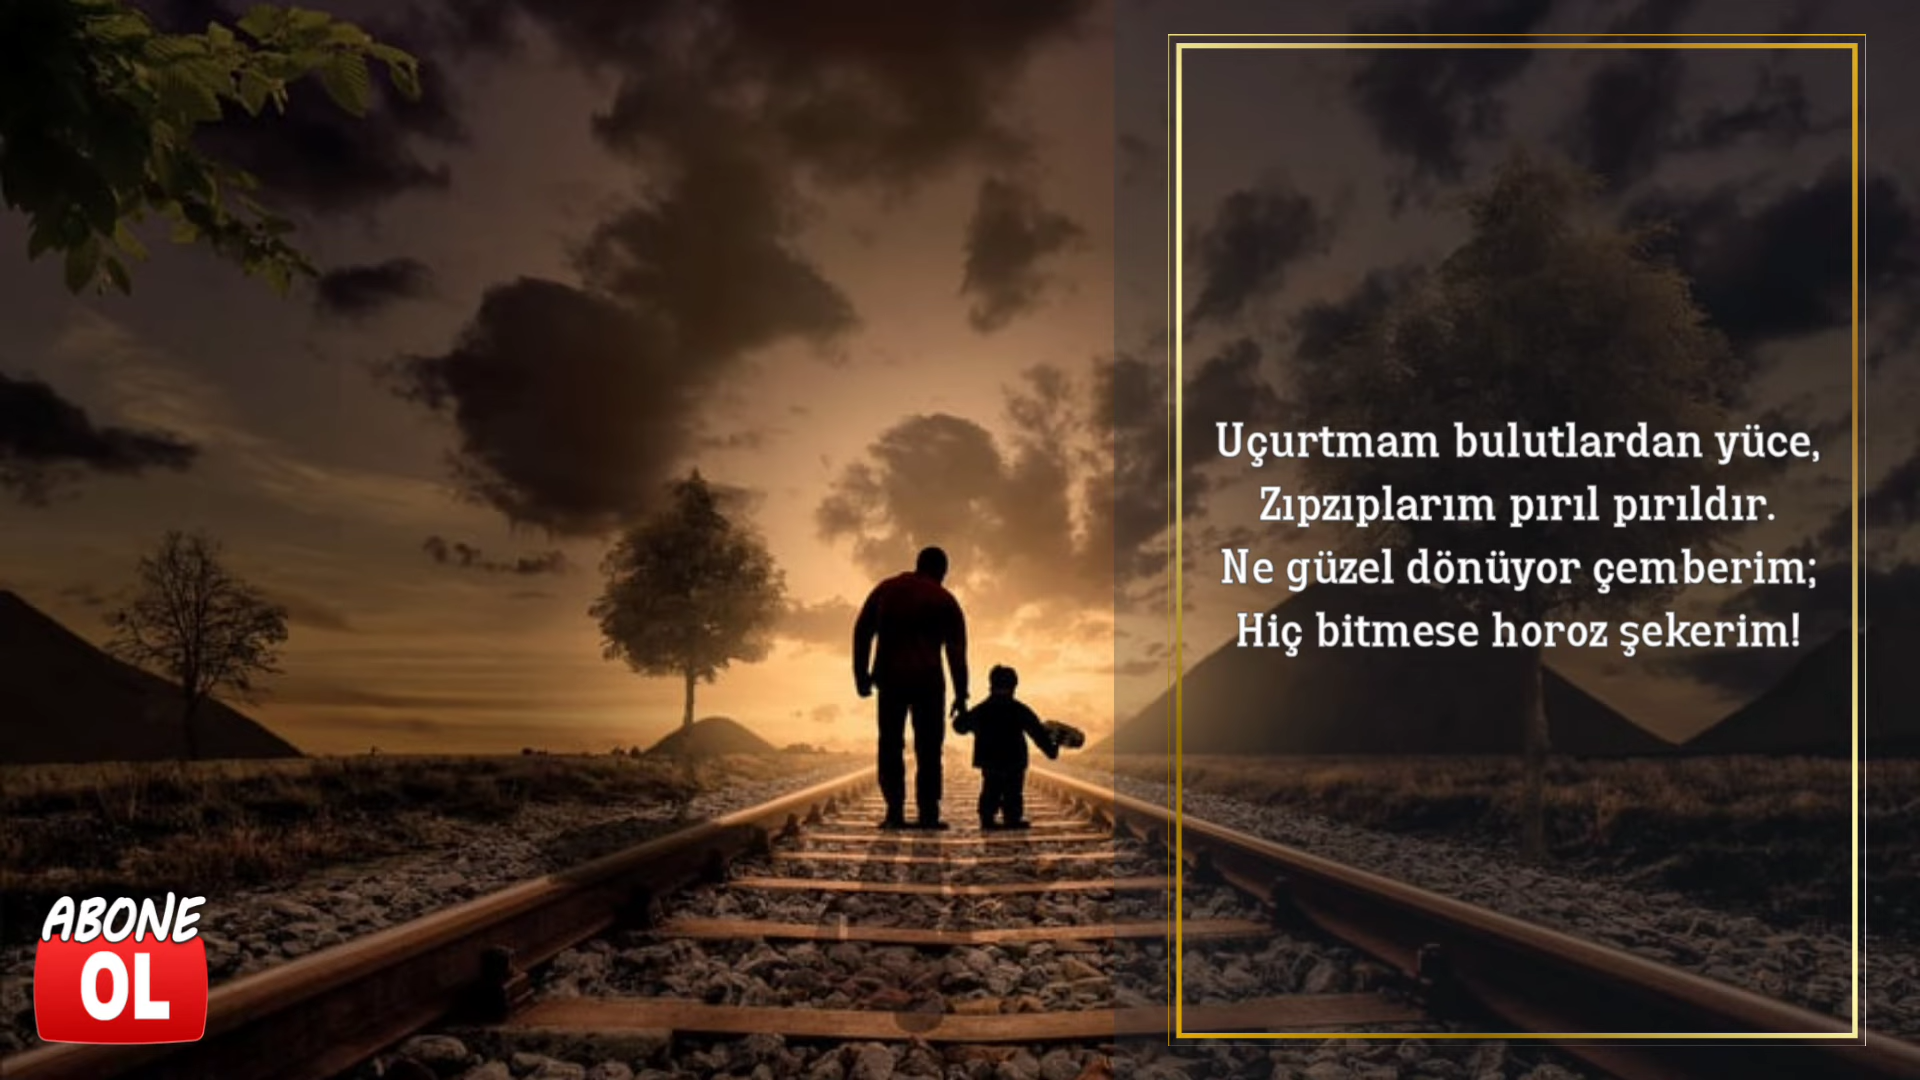 Uçurtmam bulutlardan yüce,
Zıpzıplarım pırıl pırıldır.
Ne güzel dönüyor çemberim;
Hiç bitmese horoz şekerim!
ABONE
OL